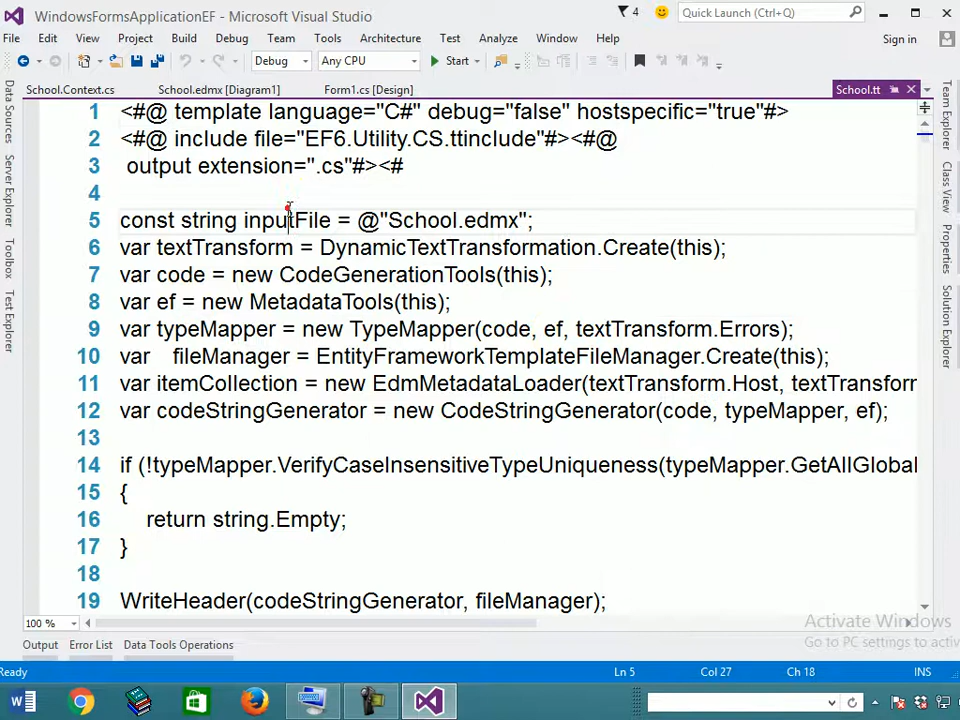 WindowsFormsApplicationEF - Microsoft Visual Studio
4
Quick Launch (Ctrl+Q)
File Edit View Project Build Debug Team Tools Architecture Test Analyze Window Help
Sign in
Debug Any CPU Start
School.Context.cs School.edmx [Diagram1] Form1.cs [Design] School.tt
Data Sources
Server Explorer
Toolbox
Test Explorer
1 <#@ template language="C#" debug="false" hostspecific="true"#>
2 <#@ include file="EF6.Utility.CS.ttinclude"#><#@
3 output extension=".cs"#><#
4
5 const string inputFile = @"School.edmx";
6 var textTransform = DynamicTextTransformation.Create(this);
7 var code = new CodeGenerationTools(this);
8 var ef = new MetadataTools(this);
9 var typeMapper = new TypeMapper(code, ef, textTransform.Errors);
10 var fileManager = EntityFrameworkTemplateFileManager.Create(this);
11 var itemCollection = new EdmMetadataLoader(textTransform.Host, textTransform
12 var codeStringGenerator = new CodeStringGenerator(code, typeMapper, ef);
13
14 if (!typeMapper.VerifyCaseInsensitiveTypeUniqueness(typeMapper.GetAllGlobal
15 {
16 return string.Empty;
17 }
18
19 WriteHeader(codeStringGenerator, fileManager);
Team Explorer
Class View
Properties
Solution Explorer
100 %
Activate Windows
Go to PC settings to activ
Output Error List Data Tools Operations
Ready Ln 5 Col 27 Ch 18 INS